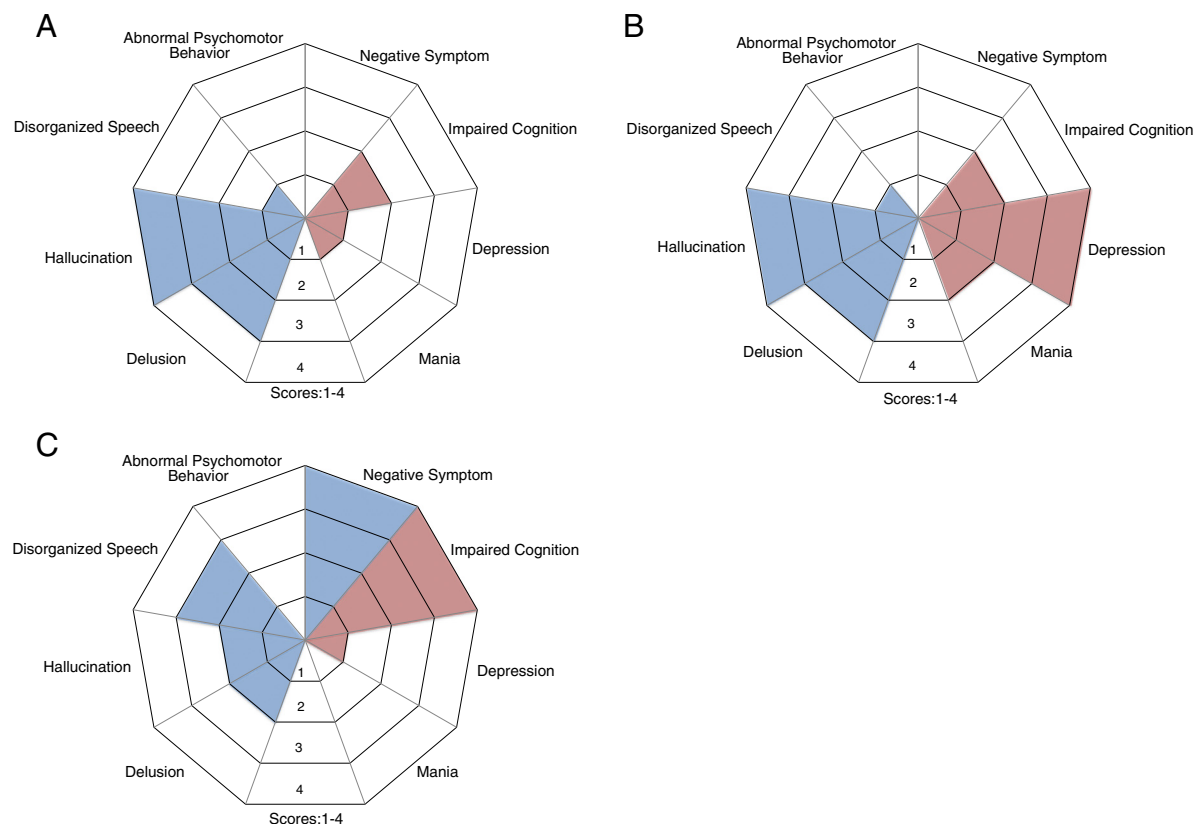 A
Abnormal Psychomotor
Behavior
Negative Symptom
Disorganized Speech
Impaired Cognition
Hallucination
Depression
Delusion
Mania
1
2
3
4
Scores:1-4
B
Abnormal Psychomotor
Behavior
Negative Symptom
Disorganized Speech
Impaired Cognition
Hallucination
Depression
Delusion
Mania
1
2
3
4
Scores:1-4
C
Abnormal Psychomotor
Behavior
Negative Symptom
Disorganized Speech
Impaired Cognition
Hallucination
Depression
Delusion
Mania
1
2
3
4
Scores:1-4